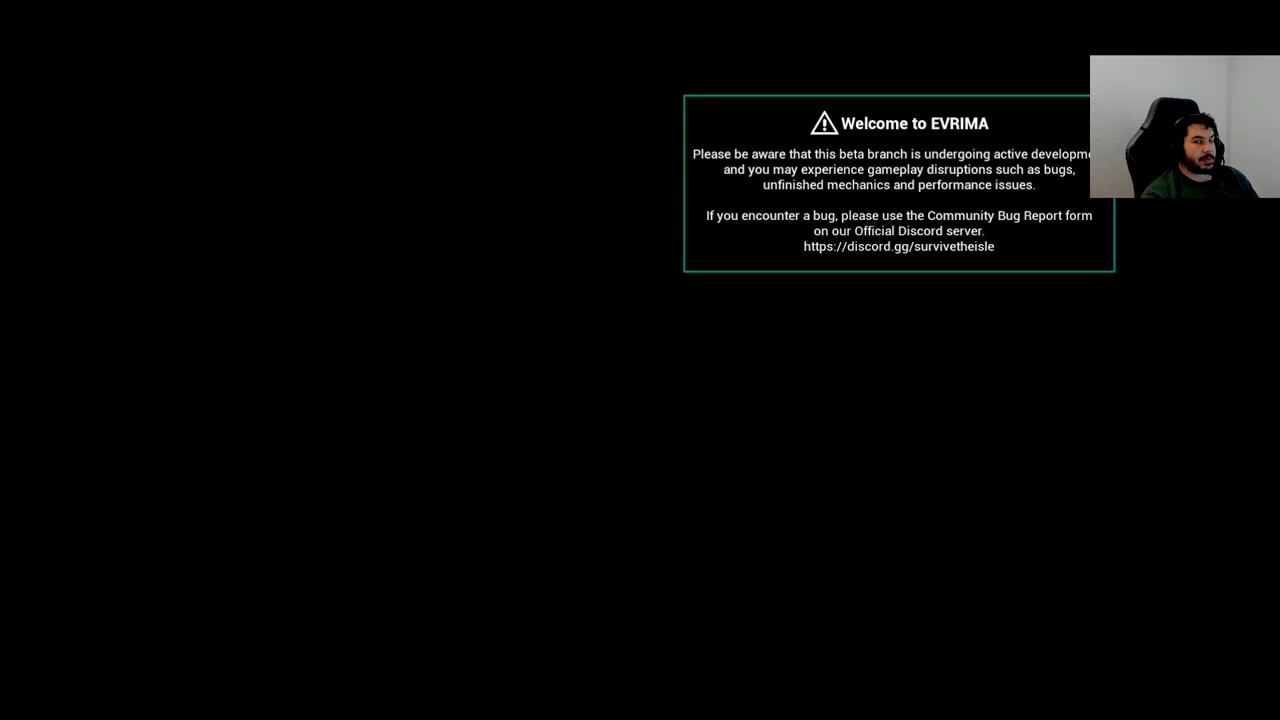 Welcome to EVRIMA
Please be aware that this beta branch is undergoing active
and you may experience gameplay disruptions such as bugs,
unfinished mechanics and performance issues.
If you encounter a bug, please use the Community Bug Report form
on our Official Discord server.
https://discord.gg/survivetheisle